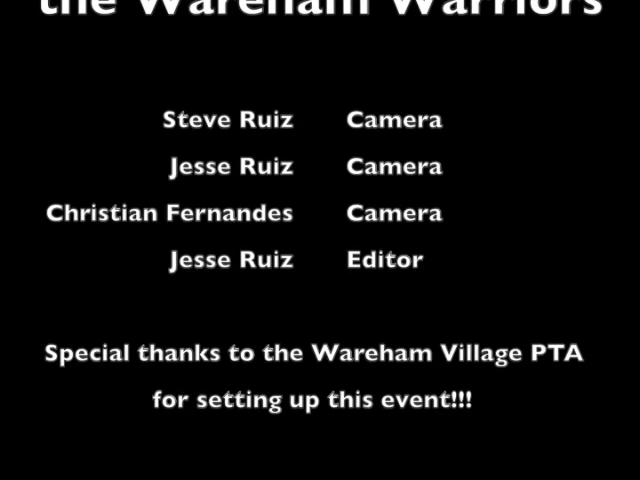 the Wareham Warriors
Steve Ruiz Camera
Jesse Ruiz Camera
Christian Fernandes Camera
Jesse Ruiz Editor
Special thanks to the Wareham Village PTA
for setting up this event!!!